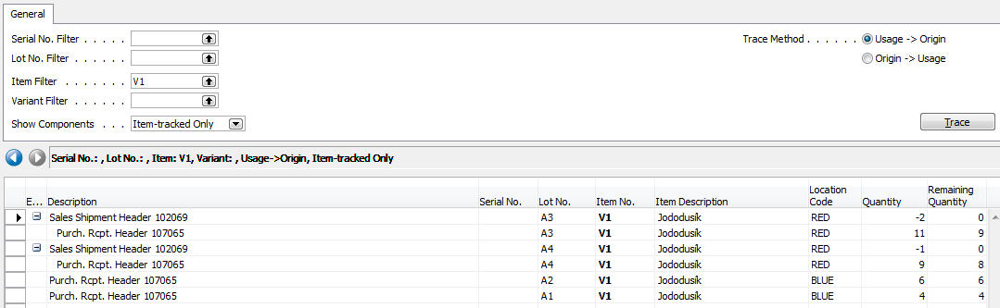 General
Serial No. Filter . . . . .
Lot No. Filter . . . . . .
Item Filter . . . . . . . V1
Variant Filter . . . . . .
Show Components . . . Item-tracked Only
Trace Method . . . . . . Usage -> Origin
Origin -> Usage
Trace
Serial No.: , Lot No.: , Item: V1, Variant: , Usage->Origin, Item-tracked Only
E... Description Serial No. Lot No. Item No. Item Description Location Code Quantity Remaining Quantity
Sales Shipment Header 102069 A3 V1 Jododusík RED -2 0
Purch. Rcpt. Header 107065 A3 V1 Jododusík RED 11 9
Sales Shipment Header 102069 A4 V1 Jododusík RED -1 0
Purch. Rcpt. Header 107065 A4 V1 Jododusík RED 9 8
Purch. Rcpt. Header 107065 A2 V1 Jododusík BLUE 6 6
Purch. Rcpt. Header 107065 A1 V1 Jododusík BLUE 4 4